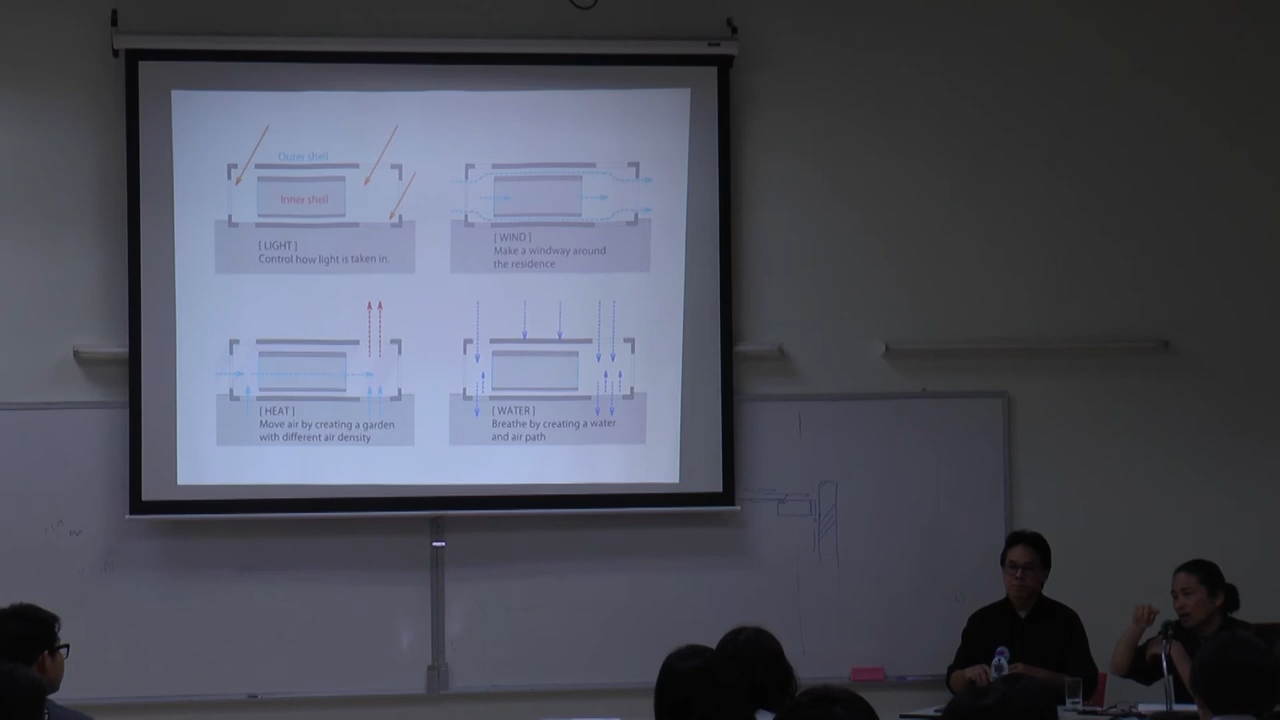 Outer shell
Inner shell
[ LIGHT ]
Control how light is taken in.
[ WIND ]
Make a windway around
the residence
[ HEAT ]
Move air by creating a garden
with different air density
[ WATER ]
Breathe by creating a water
and air path